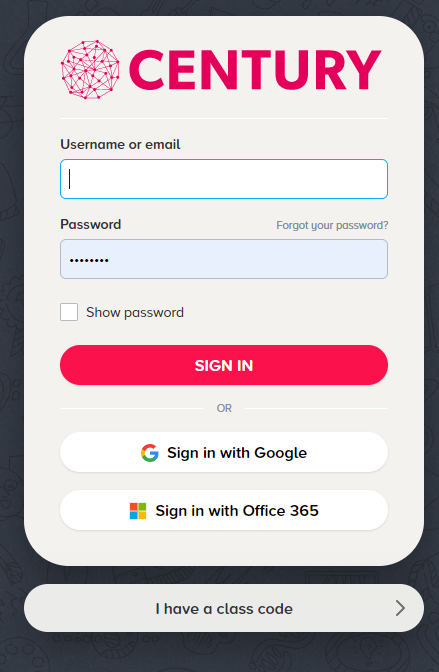 CENTURY
Username or email
Password
Forgot your password?
••••••••
Show password
SIGN IN
OR
Sign in with Google
Sign in with Office 365
I have a class code